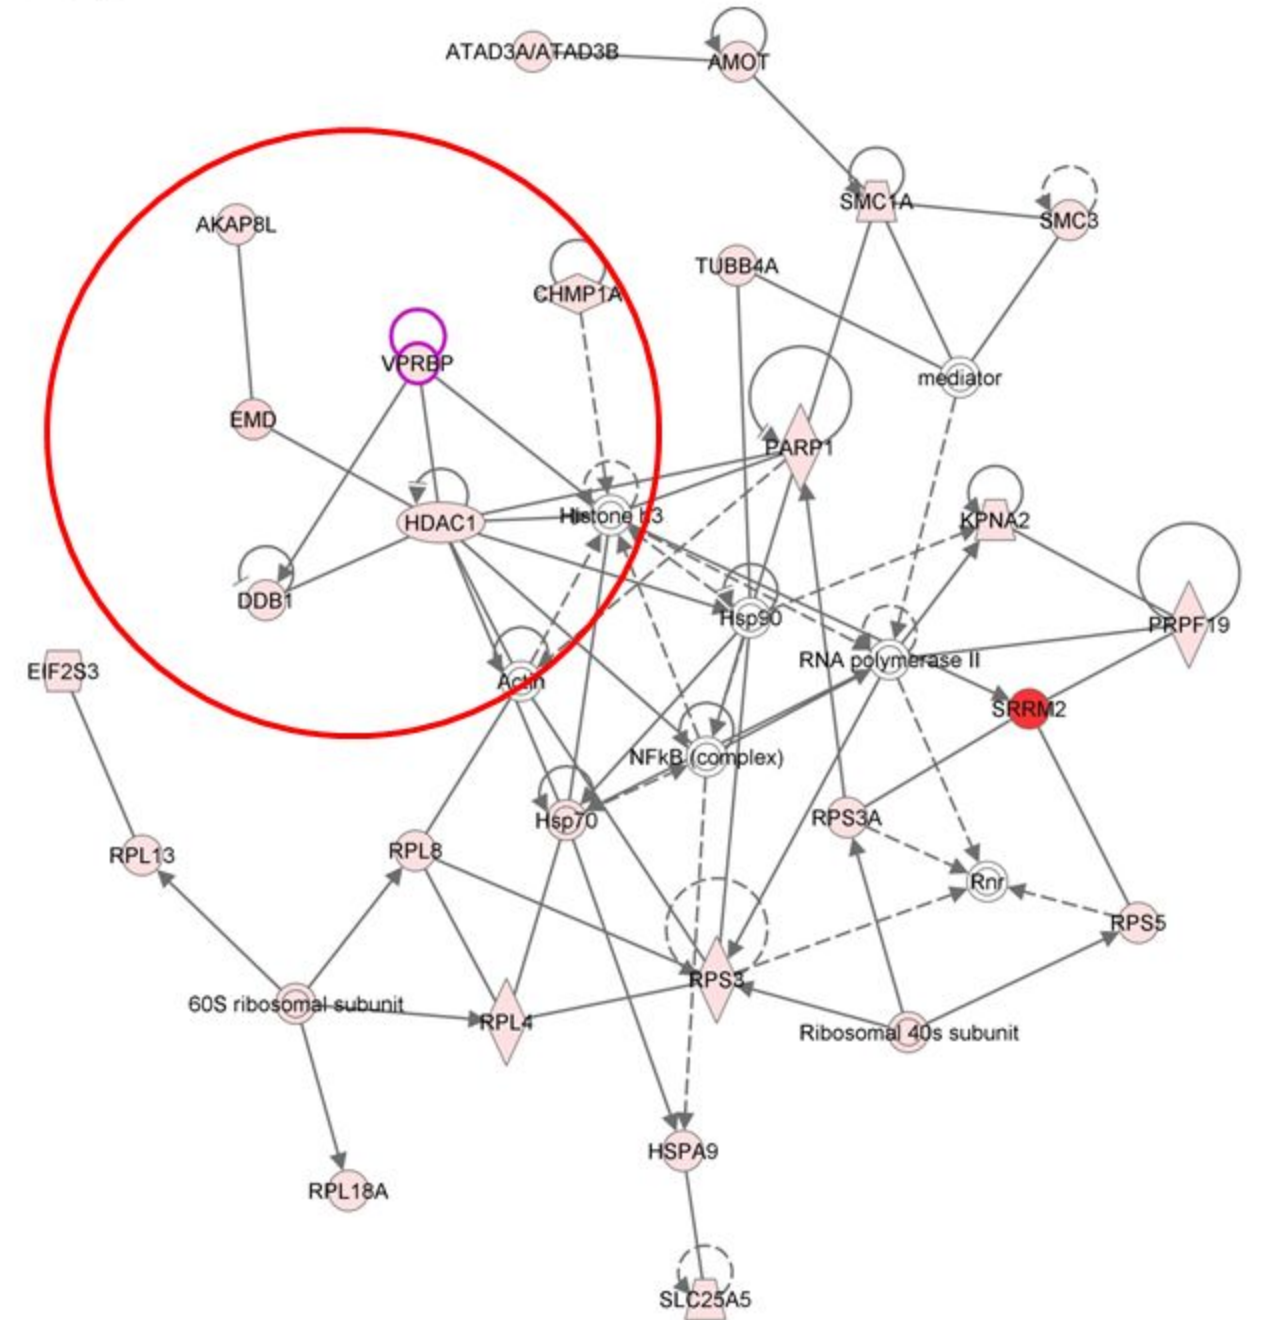 ATAD3A/ATAD3B
AMOT
SMC1A
SMC3
AKAP8L
TUBB4A
CHMP1A
VPRBP
mediator
EMD
PARP1
HDAC1
Histone h3
KPNA2
DDB1
Hsp90
PRPF19
RNA polymerase II
EIF2S3
Actin
SRRM2
NFkB (complex)
Hsp70
RPS3A
RPL13
RPL8
Rnr
RPS5
RPS3
60S ribosomal subunit
RPL4
Ribosomal 40s subunit
HSPA9
RPL18A
SLC25A5